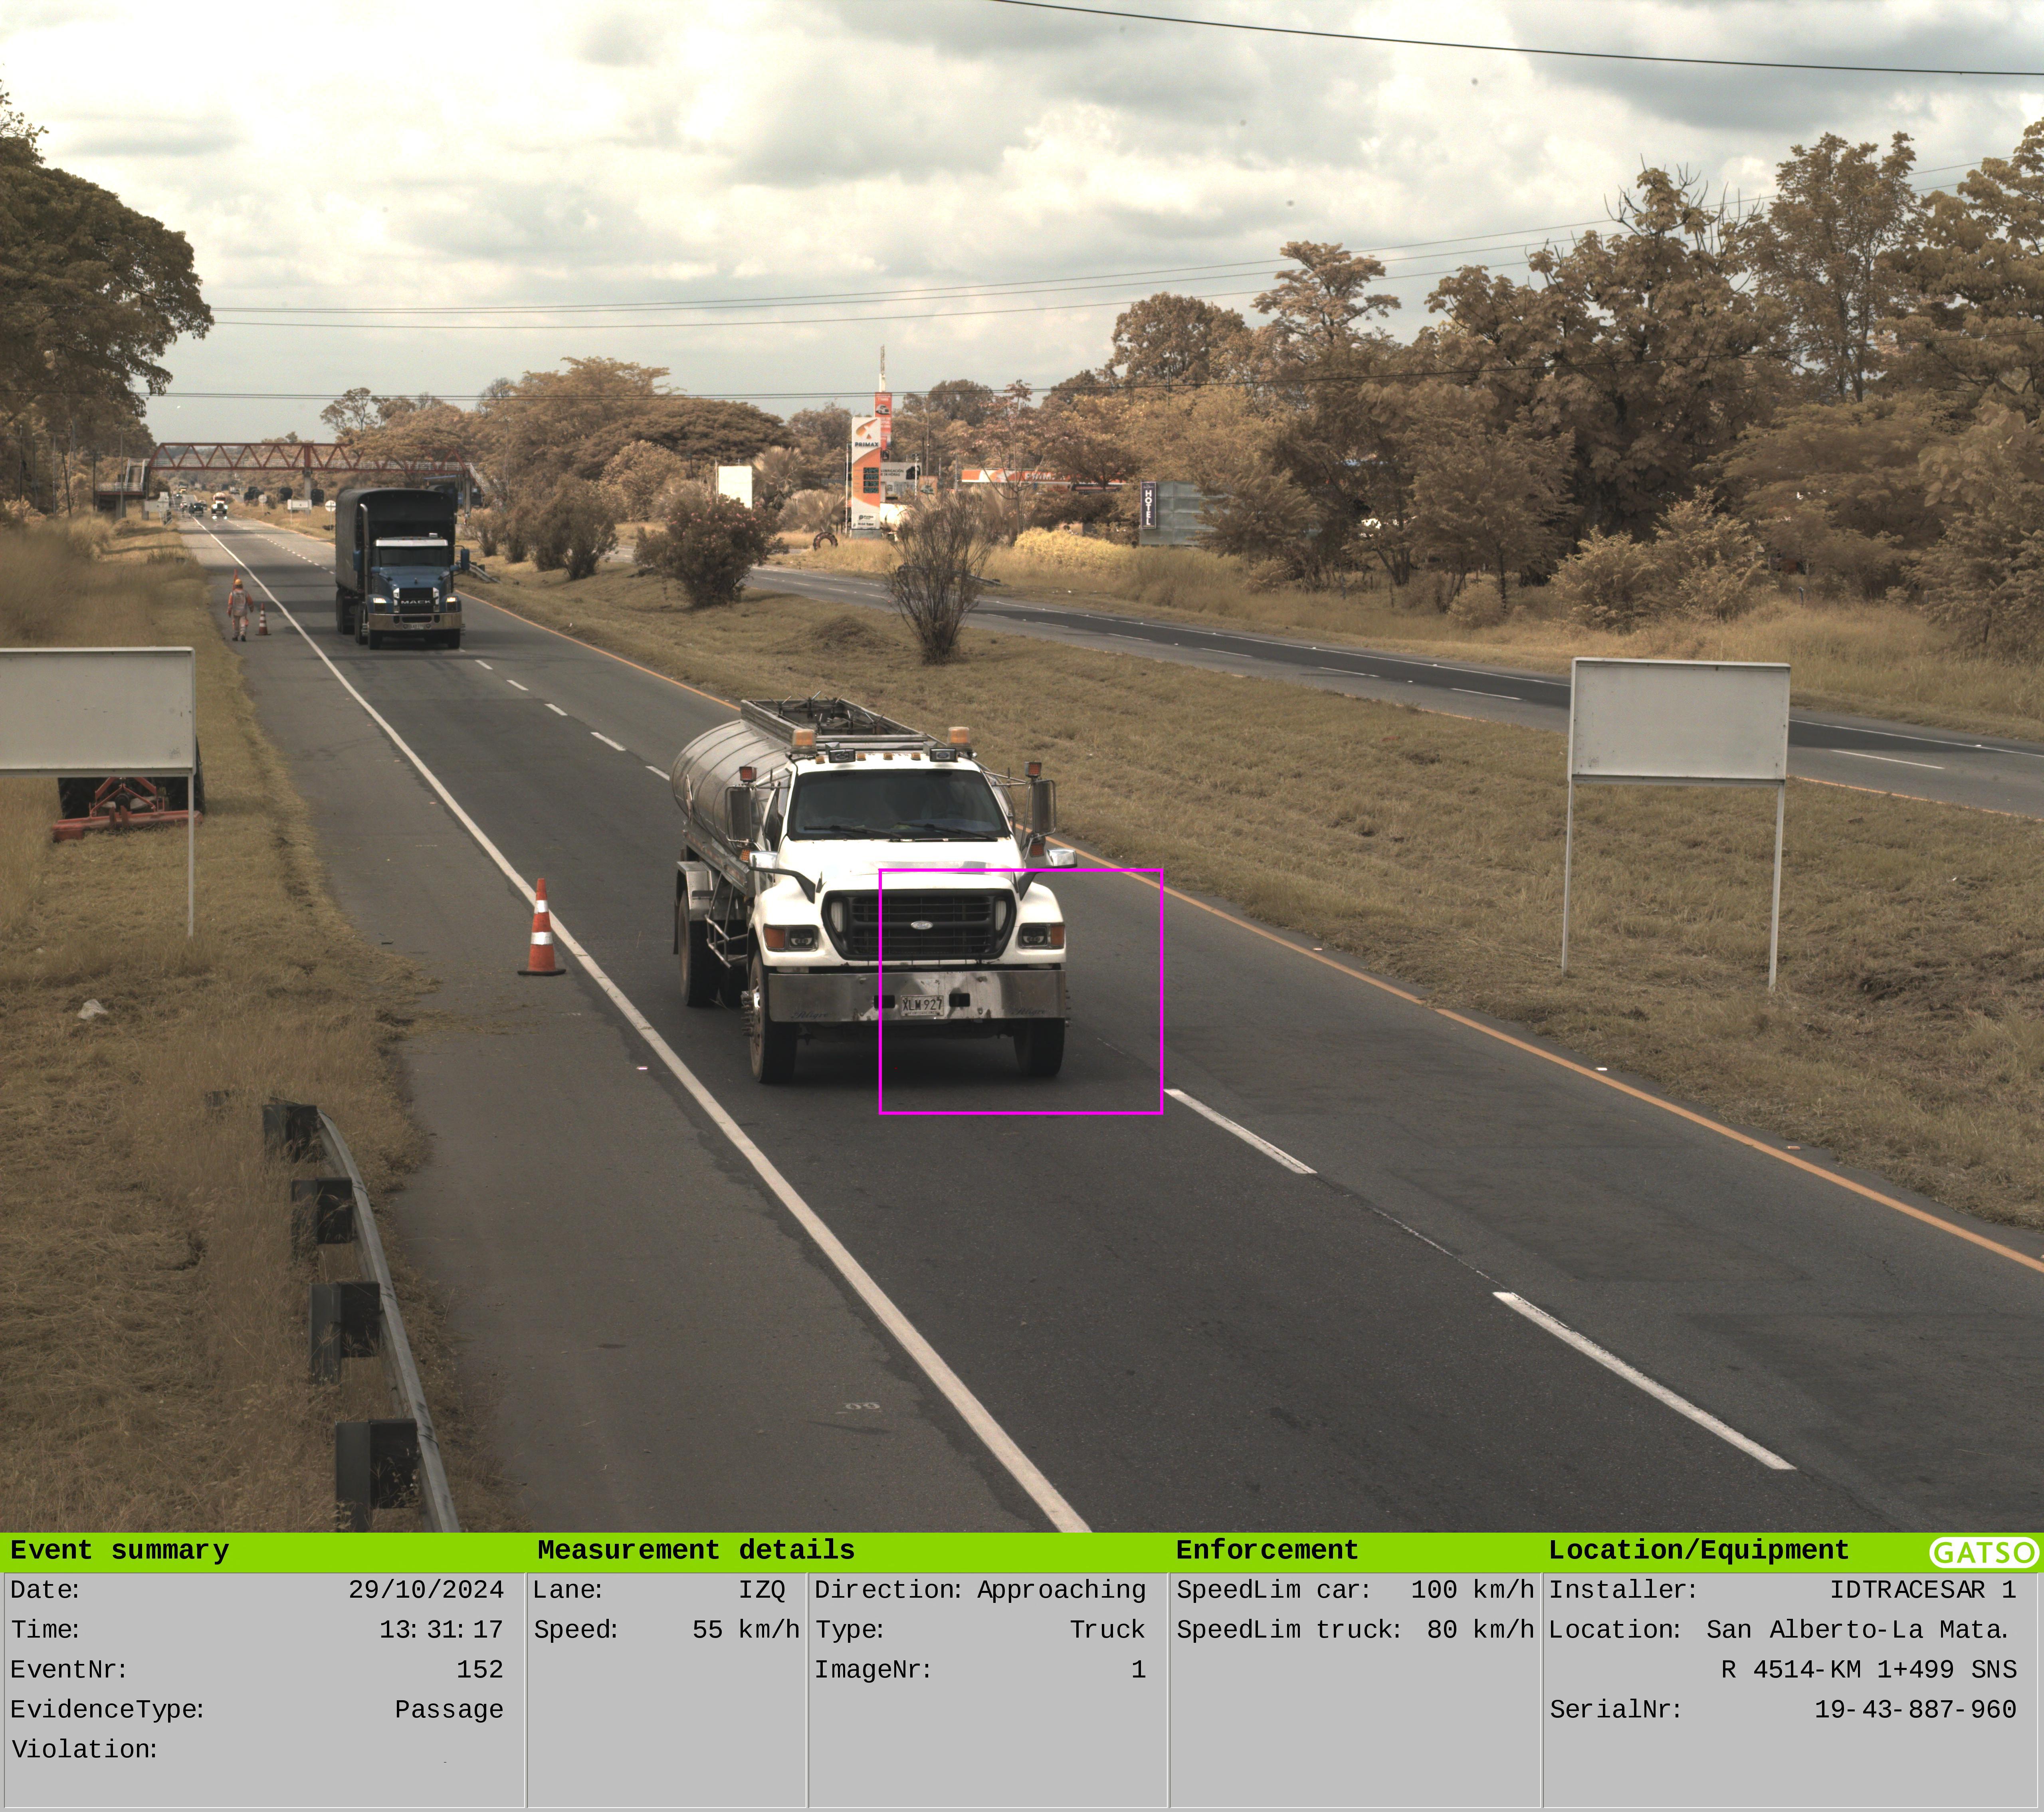 PRIMAX
HOTEL
MACK
XLW 927
Event summary
Measurement details
Enforcement
Location/Equipment
GATSO
Date: 29/10/2024
Lane: IZQ
Direction: Approaching
SpeedLim car: 100 km/h
Installer: IDTRACESAR 1
Time: 13:31:17
Speed: 55 km/h
Type: Truck
SpeedLim truck: 80 km/h
Location: San Alberto-La Mata.
EventNr: 152
ImageNr: 1
R 4514-KM 1+499 SNS
EvidenceType: Passage
SerialNr: 19-43-887-960
Violation: